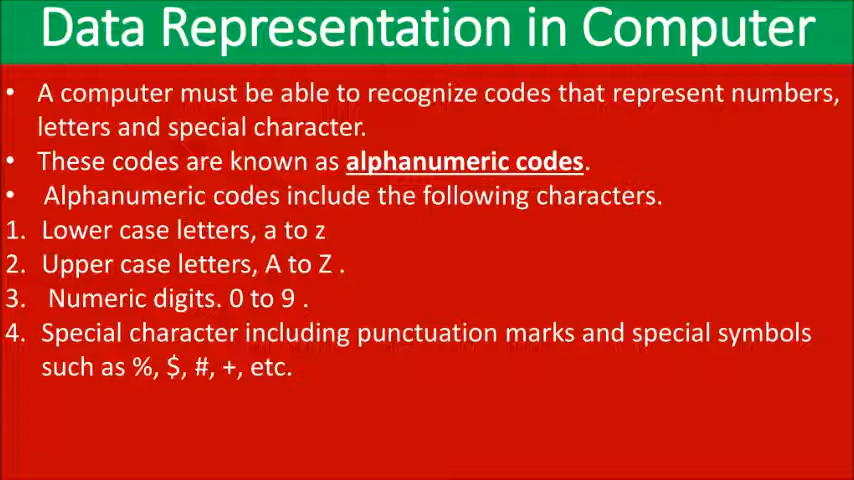 Data Representation in Computer
• A computer must be able to recognize codes that represent numbers,
letters and special character.
• These codes are known as alphanumeric codes.
• Alphanumeric codes include the following characters.
1. Lower case letters, a to z
2. Upper case letters, A to Z .
3. Numeric digits. 0 to 9 .
4. Special character including punctuation marks and special symbols
such as %, $, #, +, etc.